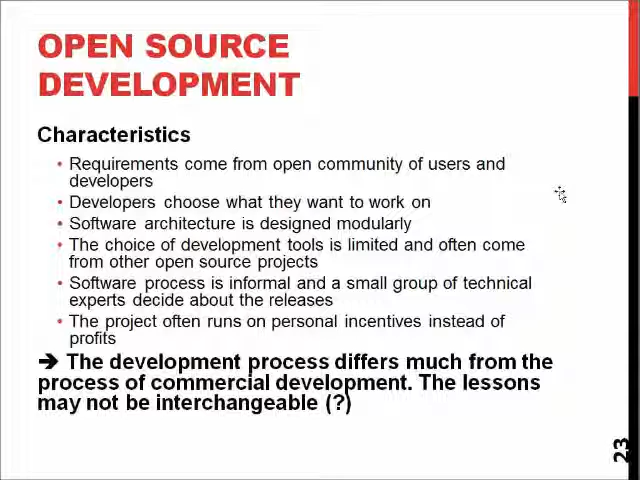 OPEN SOURCE
DEVELOPMENT
Characteristics
• Requirements come from open community of users and
developers
• Developers choose what they want to work on
• Software architecture is designed modularly
• The choice of development tools is limited and often come
from other open source projects
• Software process is informal and a small group of technical
experts decide about the releases
• The project often runs on personal incentives instead of
profits
➔ The development process differs much from the
process of commercial development. The lessons
may not be interchangeable (?)
23